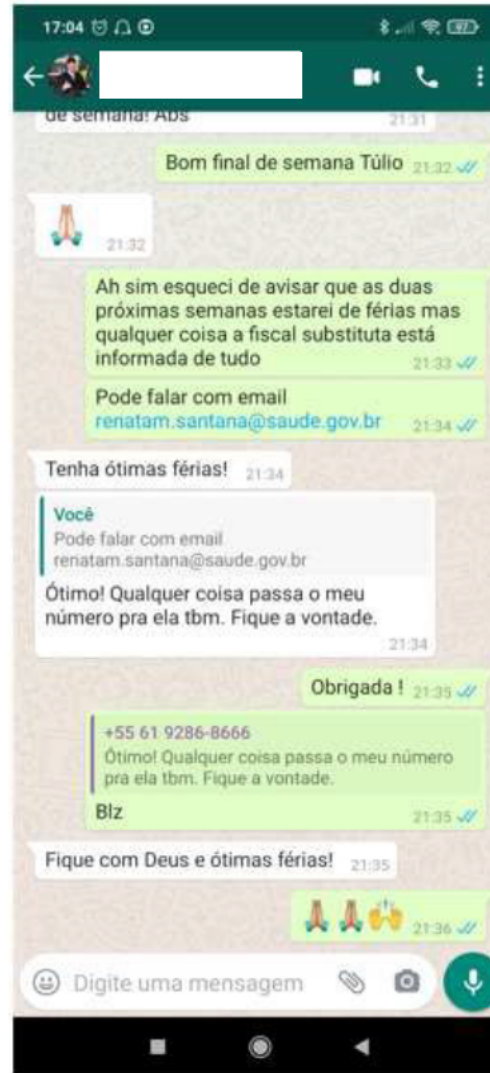 17:04
de semana! Abs 21:31
Bom final de semana Túlio 21:32
21:32
Ah sim esqueci de avisar que as duas
próximas semanas estarei de férias mas
qualquer coisa a fiscal substituta está
informada de tudo 21:33
Pode falar com email
renatam.santana@saude.gov.br 21:34
Tenha ótimas férias! 21:34
Você
Pode falar com email
renatam.santana@saude.gov.br
Ótimo! Qualquer coisa passa o meu
número pra ela tbm. Fique a vontade.
21:34
Obrigada ! 21:35
+55 61 9286-8666
Ótimo! Qualquer coisa passa o meu número
pra ela tbm. Fique a vontade.
Blz 21:35
Fique com Deus e ótimas férias! 21:35
21:36
Digite uma mensagem